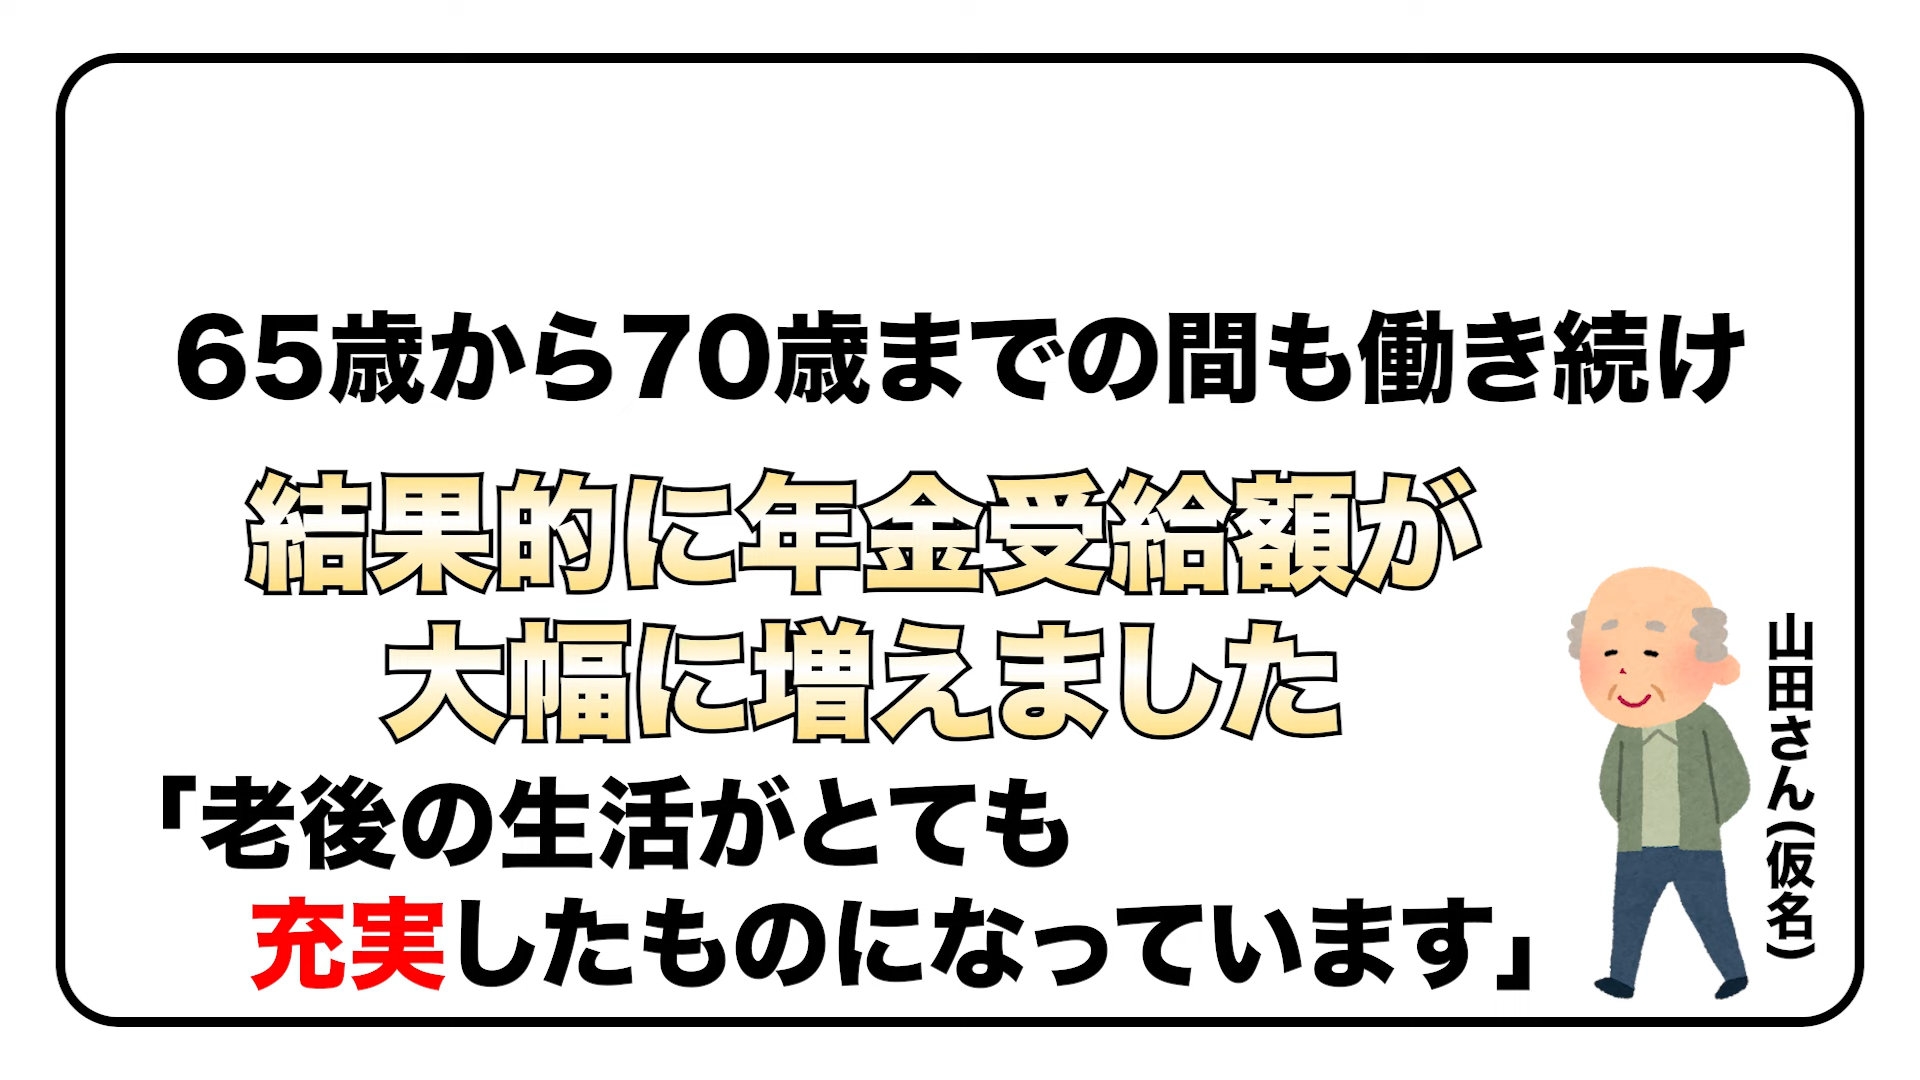 65歳から70歳までの間も働き続け
結果的に年金受給額が
大幅に増えました
「老後の生活がとても
充実したものになっています」
山田さん(仮名)